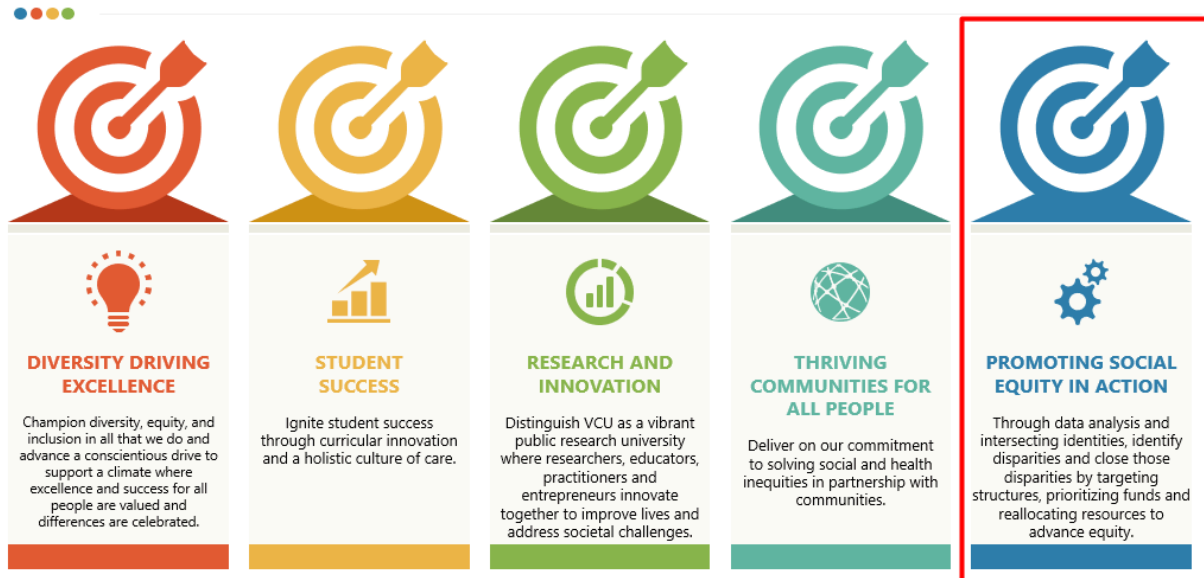 DIVERSITY DRIVING
EXCELLENCE
Champion diversity, equity, and
inclusion in all that we do and
advance a conscientious drive to
support a climate where
excellence and success for all
people are valued and
differences are celebrated.
STUDENT
SUCCESS
Ignite student success
through curricular innovation
and a holistic culture of care.
RESEARCH AND
INNOVATION
Distinguish VCU as a vibrant
public research university
where researchers, educators,
practitioners and
entrepreneurs innovate
together to improve lives and
address societal challenges.
THRIVING
COMMUNITIES FOR
ALL PEOPLE
Deliver on our commitment
to solving social and health
inequities in partnership with
communities.
PROMOTING SOCIAL
EQUITY IN ACTION
Through data analysis and
intersecting identities, identify
disparities and close those
disparities by targeting
structures, prioritizing funds and
reallocating resources to
advance equity.